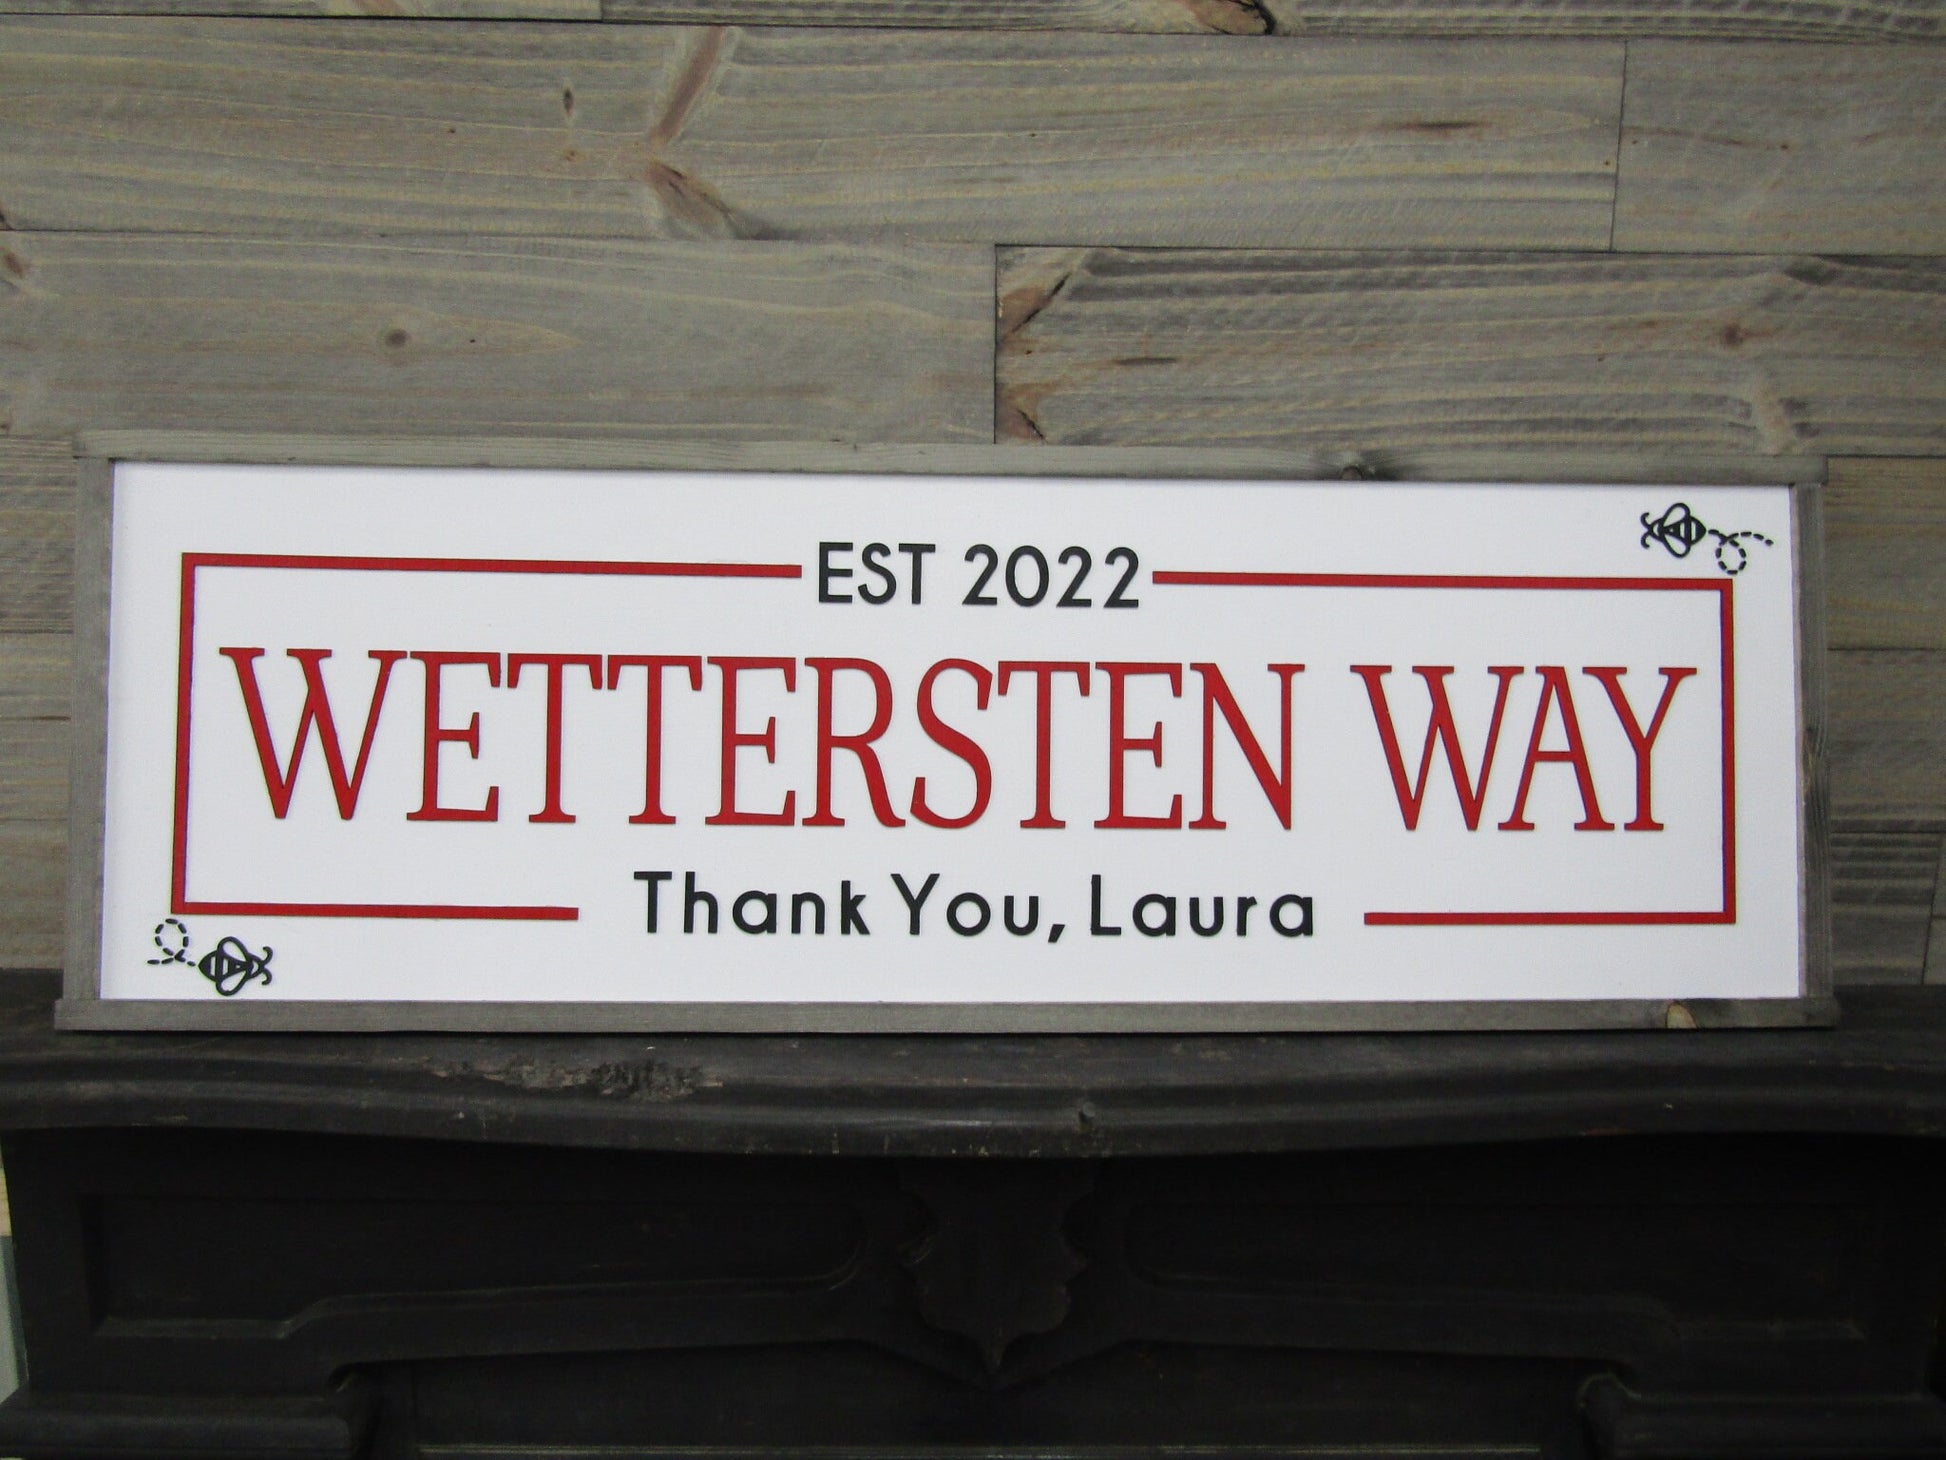 EST 2022
WETTERSTEN WAY
Thank You, Laura